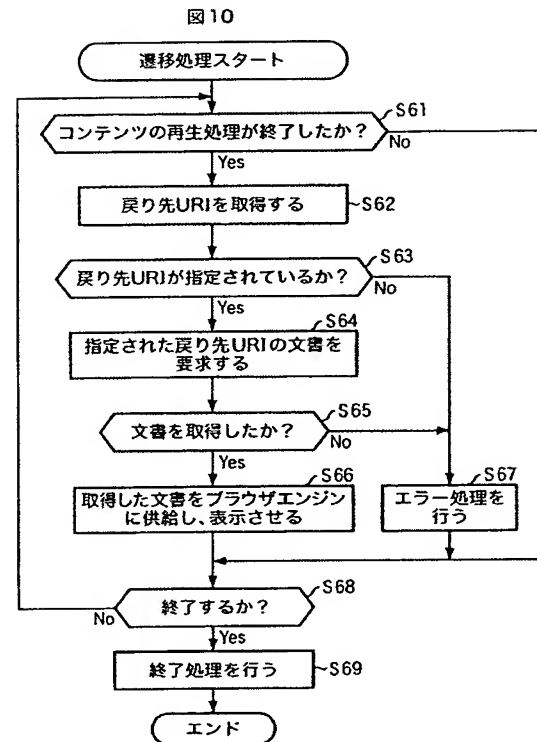 図10
遷移処理スタート
S61
コンテンツの再生処理が終了したか?
No
Yes
戻り先URIを取得する
S62
S63
戻り先URIが指定されているか?
No
Yes
S64
指定された戻り先URIの文書を
要求する
S65
文書を取得したか?
No
Yes
S66
取得した文書をブラウザエンジン
に供給し、表示させる
S67
エラー処理を
行う
S68
終了するか?
No
Yes
終了処理を行う
S69
エンド